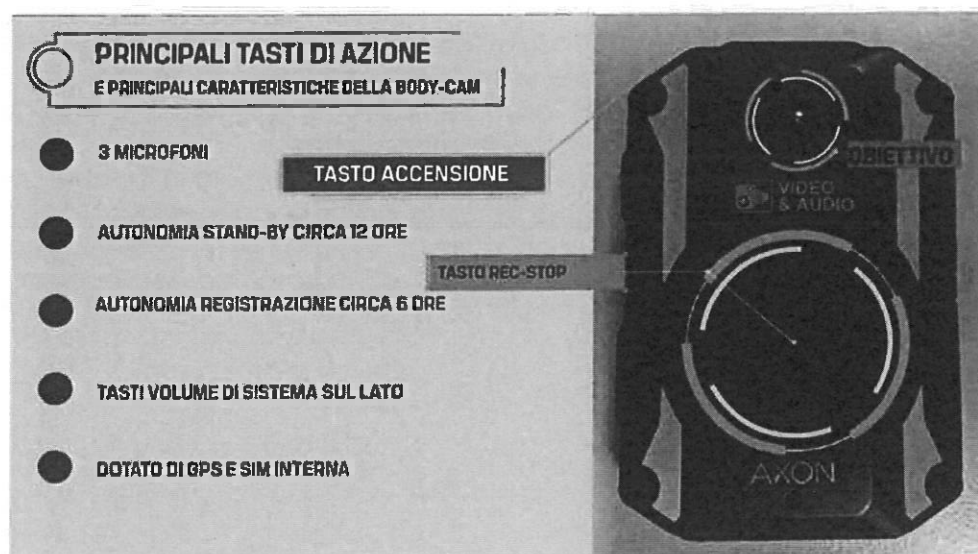 PRINCIPALI TASTI DI AZIONE
E PRINCIPALI CARATTERISTICHE DELLA BODY-CAM
3 MICROFONI
TASTO ACCENSIONE
OBIETTIVO
VIDEO
& AUDIO
AUTONOMIA STAND-BY CIRCA 12 ORE
TASTO REC-STOP
AUTONOMIA REGISTRAZIONE CIRCA 6 ORE
TASTI VOLUME DI SISTEMA SUL LATO
DOTATO DI GPS E SIM INTERNA
AXON